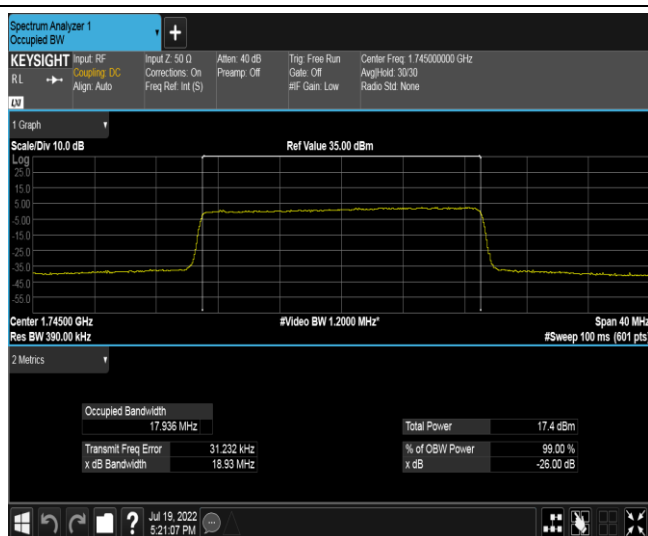 Spectrum Analyzer 1
Occupied BW
+
KEYSIGHT Input: RF Input Z: 50 Ω Atten: 40 dB Trig: Free Run Center Freq: 1.745000000 GHz
RL Coupling: DC Corrections: On Preamp: Off Gate: Off Avg|Hold: 30/30
Align: Auto Freq Ref: Int (S) #IF Gain: Low Radio Std: None
LXI
1 Graph
Scale/Div 10.0 dB Ref Value 35.00 dBm
Log
25.0
15.0
5.00
-5.00
-15.0
-25.0
-35.0
-45.0
-55.0
Center 1.74500 GHz #Video BW 1.2000 MHz* Span 40 MHz
Res BW 390.00 kHz #Sweep 100 ms (601 pts)
2 Metrics
Occupied Bandwidth
17.936 MHz Total Power 17.4 dBm
Transmit Freq Error 31.232 kHz % of OBW Power 99.00 %
x dB Bandwidth 18.93 MHz x dB -26.00 dB
? Jul 19, 2022
5:21:07 PM